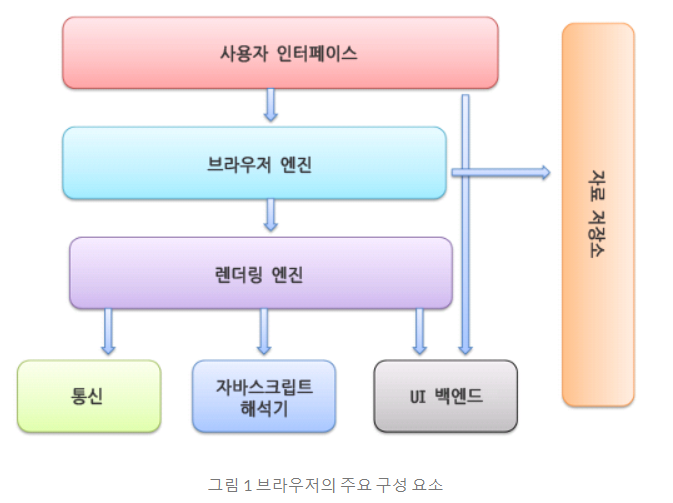 사용자 인터페이스
브라우저 엔진
자료 저장소
렌더링 엔진
통신
자바스크립트
해석기
UI 백엔드
그림 1 브라우저의 주요 구성 요소